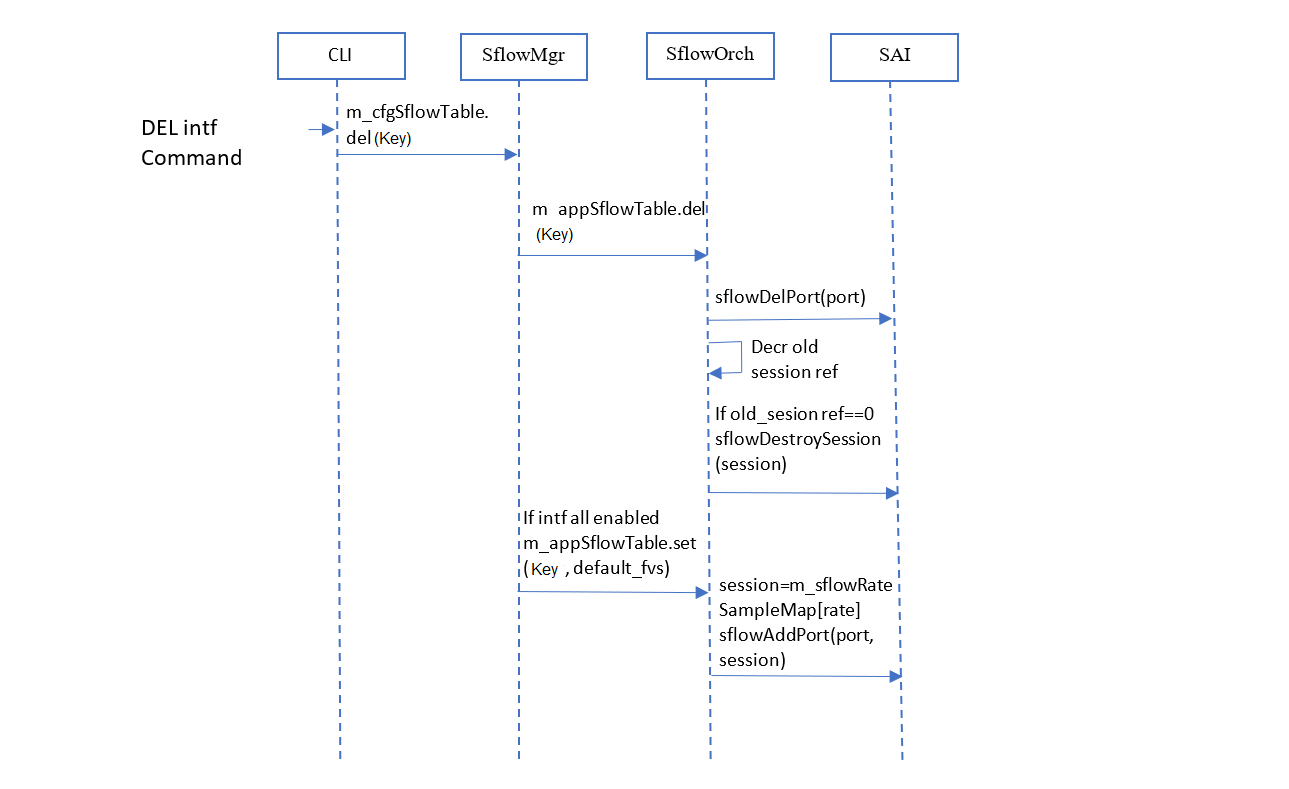 CLI
SflowMgr
SflowOrch
SAI
DEL intf
Command
m_cfgSflowTable.
del (Key)
m appSflowTable.del
(Key)
sflowDelPort(port)
Decr old
session ref
If old_sesion ref==0
sflowDestroySession
(session)
If intf all enabled
m_appSflowTable.set
(Key , default_fvs)
session=m_sflowRate
SampleMap[rate]
sflowAddPort(port,
session)